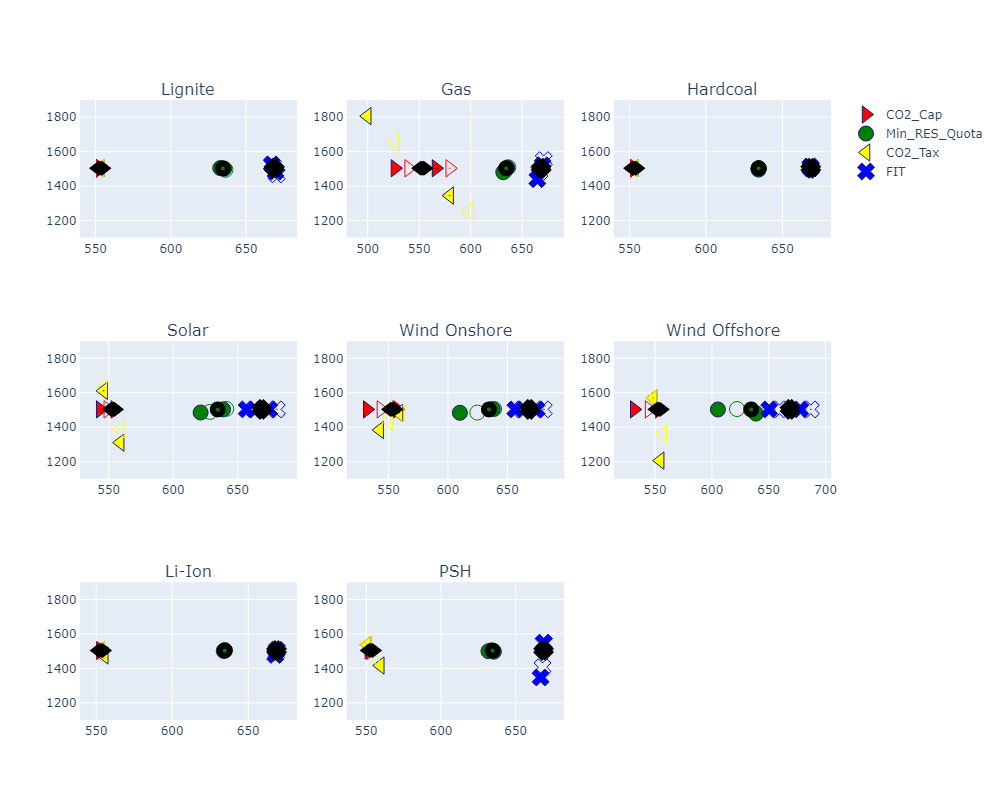 Lignite Gas Hardcoal
1800 1800 1800
1600 1600 1600
1400 1400 1400
1200 1200 1200
550 600 650 500 550 600 650 550 600 650
CO2_Cap
Min_RES_Quota
CO2_Tax
FIT
Solar Wind Onshore Wind Offshore
1800 1800 1800
1600 1600 1600
1400 1400 1400
1200 1200 1200
550 600 650 550 600 650 550 600 650 700
Li-Ion PSH
1800 1800
1600 1600
1400 1400
1200 1200
550 600 650 550 600 650